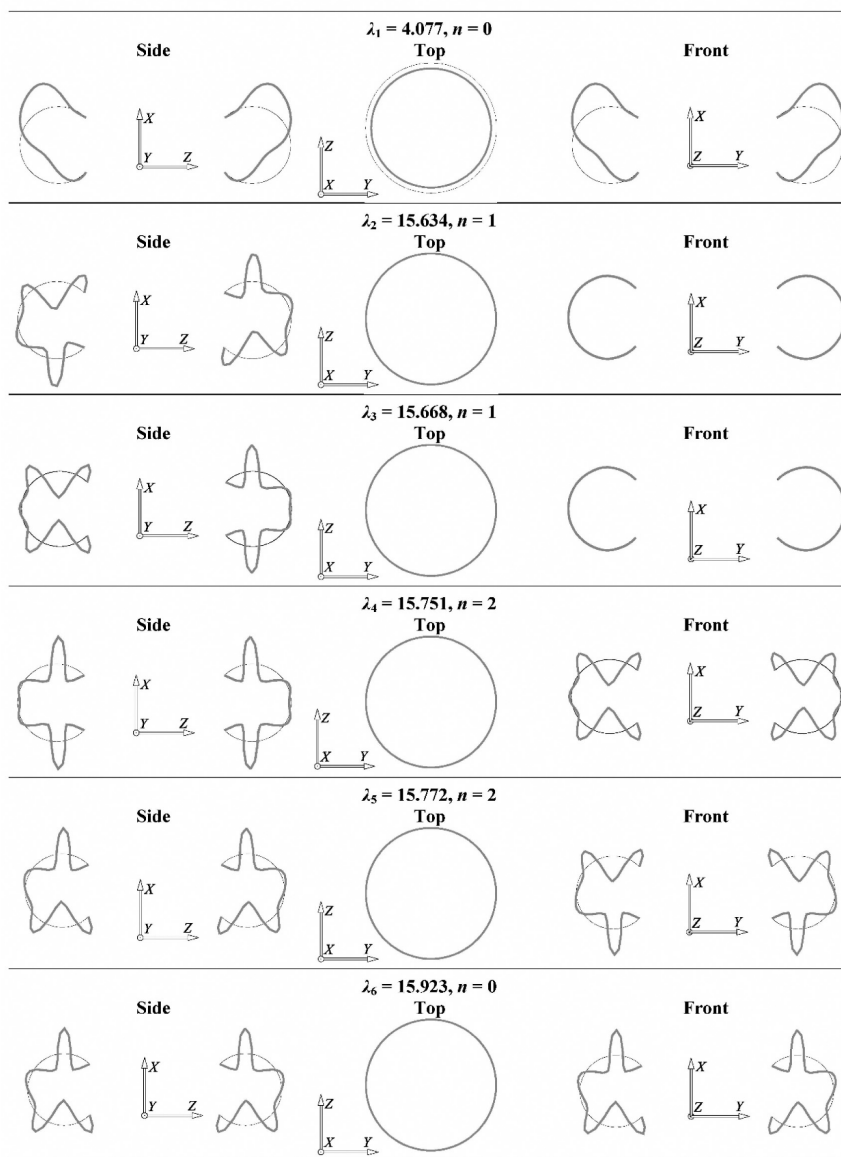 λ1 = 4.077, n = 0
Side Top Front
X Y Z
Z X Y
X Z Y
λ2 = 15.634, n = 1
Side Top Front
X Y Z
Z X Y
X Z Y
λ3 = 15.668, n = 1
Side Top Front
X Y Z
Z X Y
X Z Y
λ4 = 15.751, n = 2
Side Top Front
X Y Z
Z X Y
X Z Y
λ5 = 15.772, n = 2
Side Top Front
X Y Z
Z X Y
X Z Y
λ6 = 15.923, n = 0
Side Top Front
X Y Z
Z X Y
X Z Y